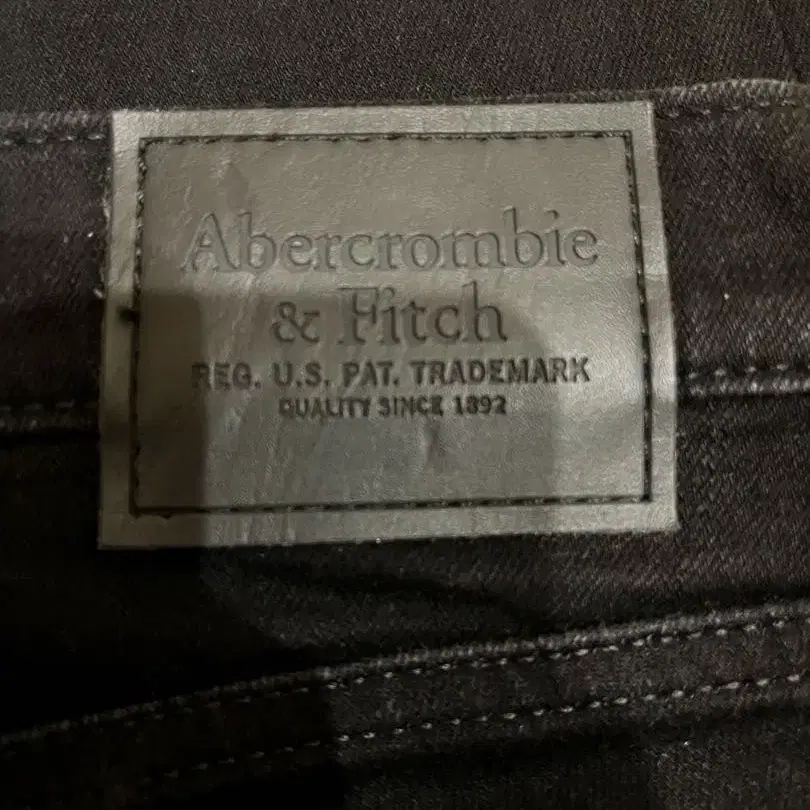 Abercrombie
& Fitch
REG. U.S. PAT. TRADEMARK
QUALITY SINCE 1892